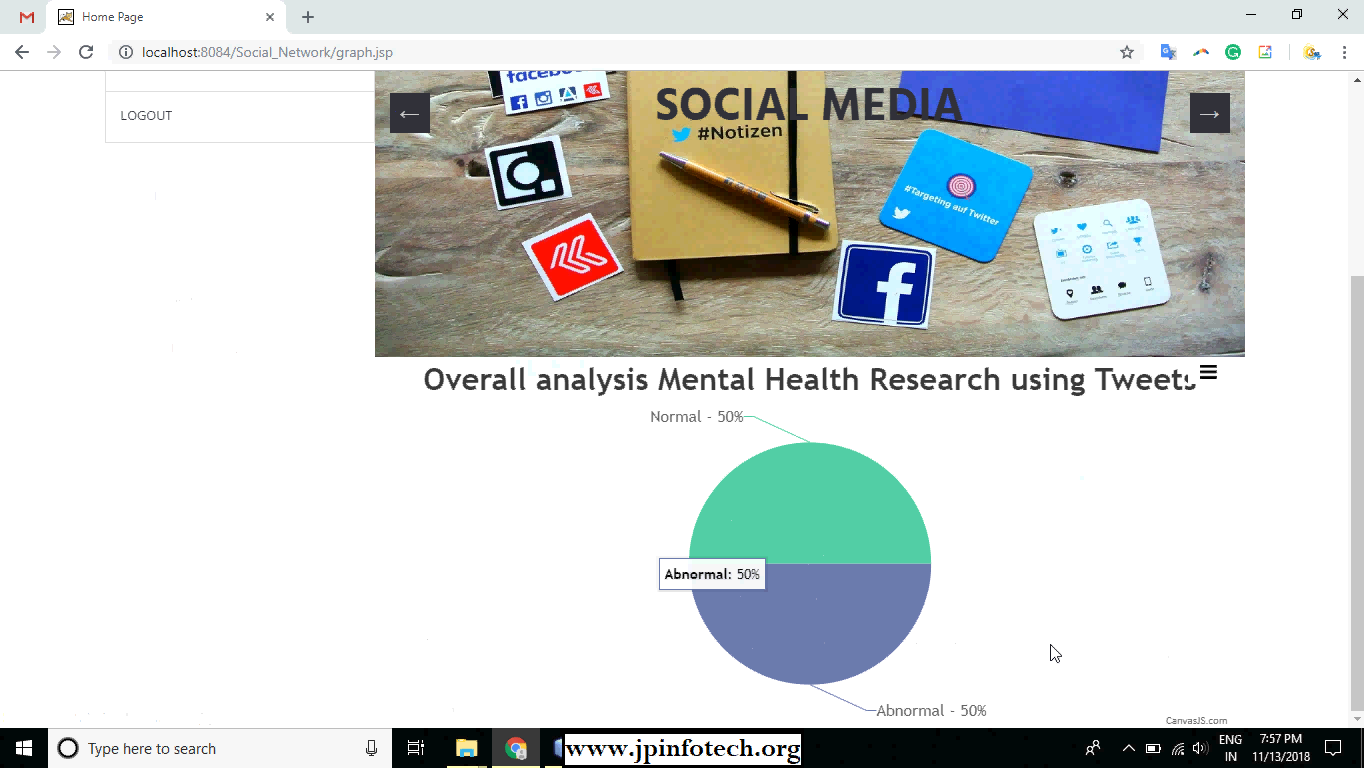 Home Page
localhost:8084/Social_Network/graph.jsp
LOGOUT
facebook
SOCIAL MEDIA
#Notizen
#Targeting auf Twitter
Overall analysis Mental Health Research using Tweets
Normal - 50%
Abnormal: 50%
Abnormal - 50%
CanvasJS.com
Type here to search
www.jpinfotech.org
ENG
IN
7:57 PM
11/13/2018